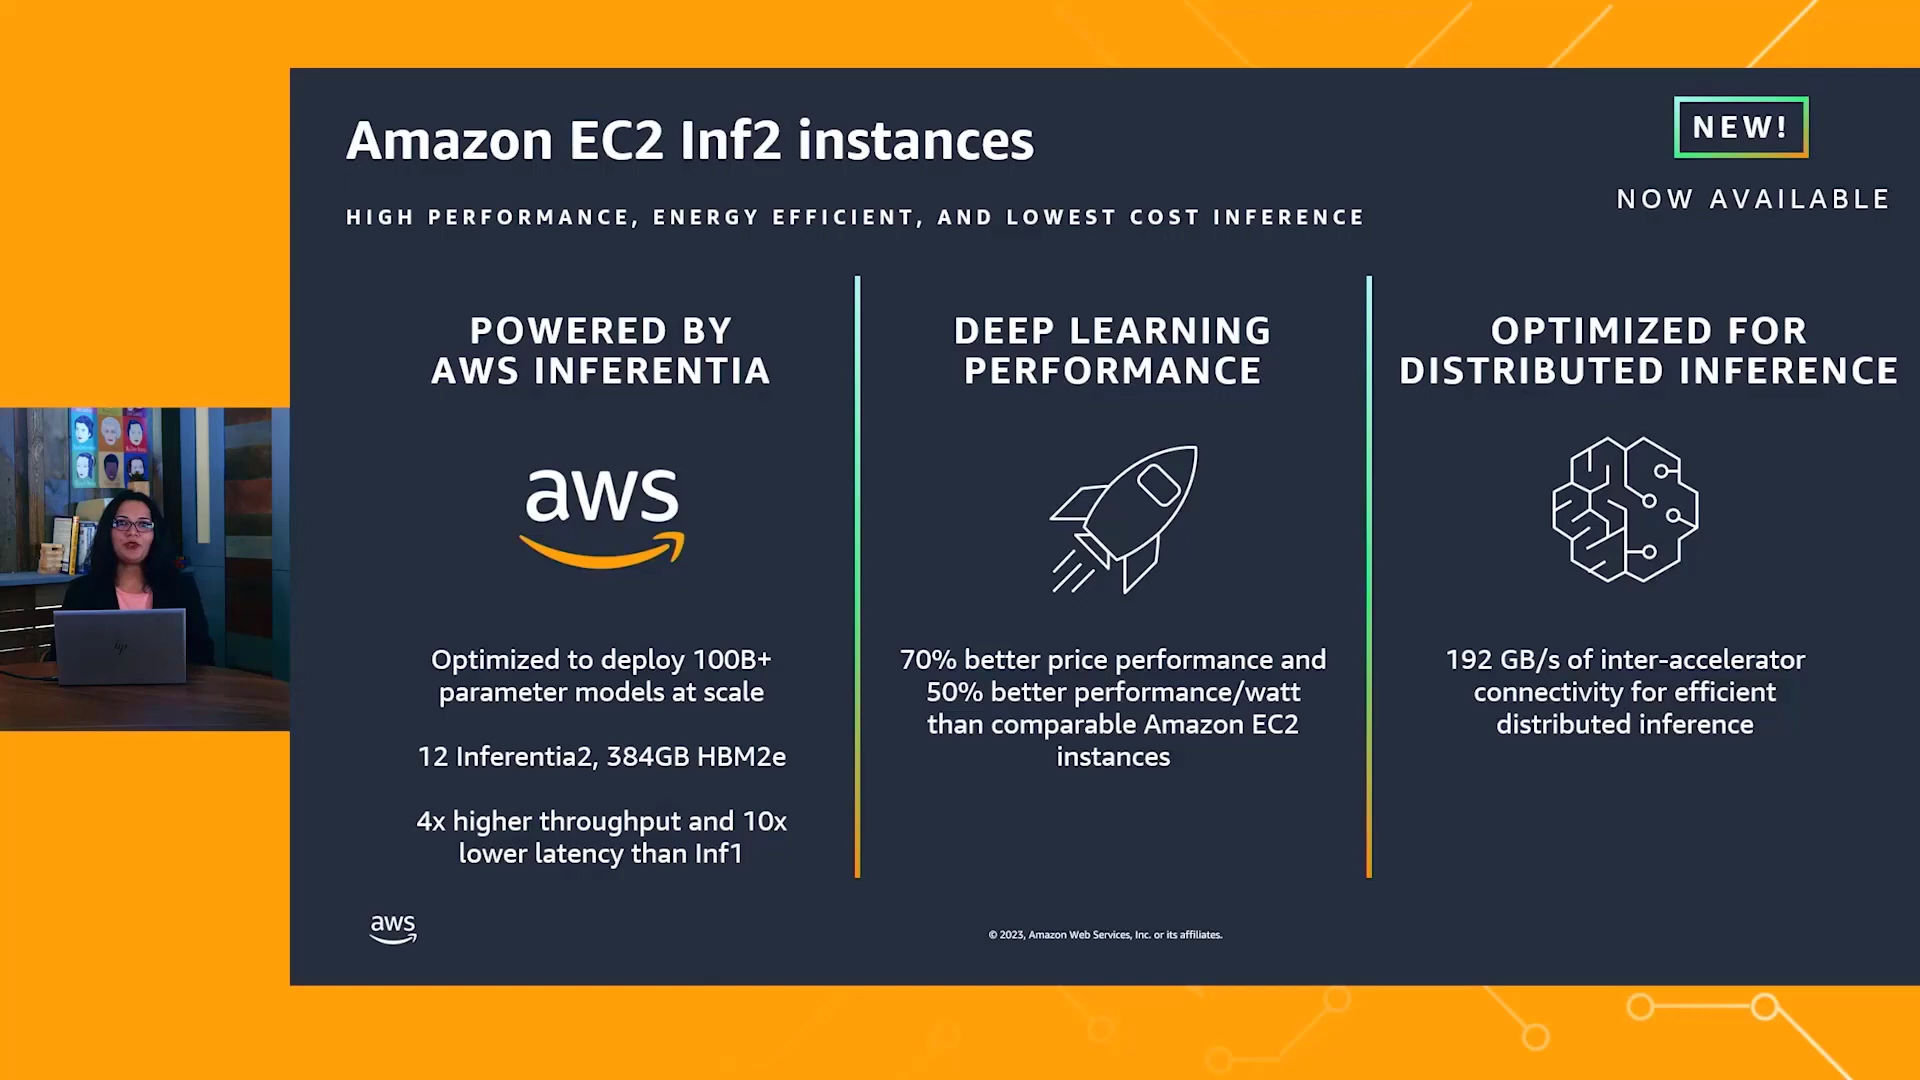 Amazon EC2 Inf2 instances
NEW!
NOW AVAILABLE
HIGH PERFORMANCE, ENERGY EFFICIENT, AND LOWEST COST INFERENCE
POWERED BY
AWS INFERENTIA
aws
Optimized to deploy 100B+
parameter models at scale
12 Inferentia2, 384GB HBM2e
4x higher throughput and 10x
lower latency than Inf1
DEEP LEARNING
PERFORMANCE
70% better price performance and
50% better performance/watt
than comparable Amazon EC2
instances
OPTIMIZED FOR
DISTRIBUTED INFERENCE
192 GB/s of inter-accelerator
connectivity for efficient
distributed inference
aws
© 2023, Amazon Web Services, Inc. or its affiliates.
hp